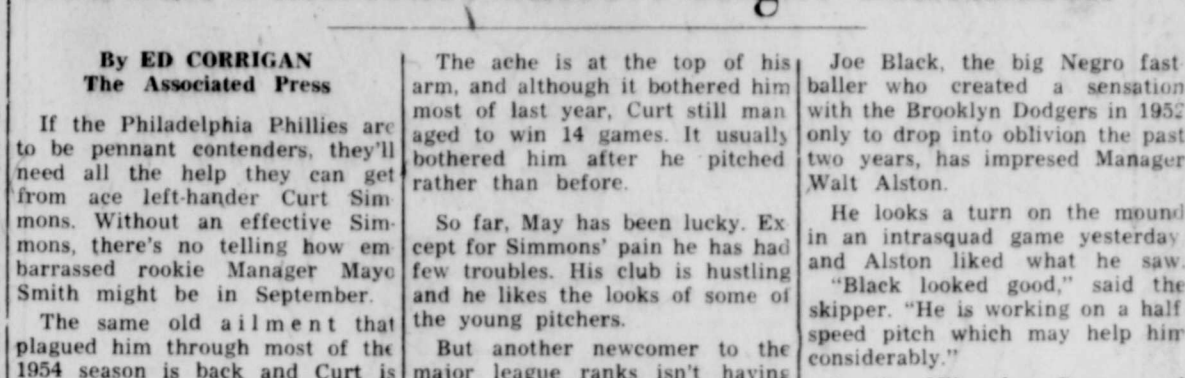 By ED CORRIGAN
The Associated Press
If the Philadelphia Phillies are
to be pennant contenders, they'll
need all the help they can get
from ace left-hander Curt Sim
mons. Without an effective Sim-
mons, there's no telling how em
barrassed rookie Manager Mayo
Smith might be in September.
The same old ailment that
plagued him through most of the
1954 season is back and Curt is
The ache is at the top of his
arm, and although it bothered him
most of last year, Curt still man
aged to win 14 games. It usually
bothered him after he pitched
rather than before.
So far, May has been lucky. Ex
cept for Simmons' pain he has had
few troubles. His club is hustling
and he likes the looks of some of
the young pitchers.
But another newcomer to the
major league ranks isn't having
Joe Black, the big Negro fast
baller who created a sensation
with the Brooklyn Dodgers in 1952
only to drop into oblivion the past
two years, has impresed Manager
Walt Alston.
He looks a turn on the mound
in an intrasquad game yesterday
and Alston liked what he saw.
"Black looked good," said the
skipper. "He is working on a half
speed pitch which may help him
considerably."